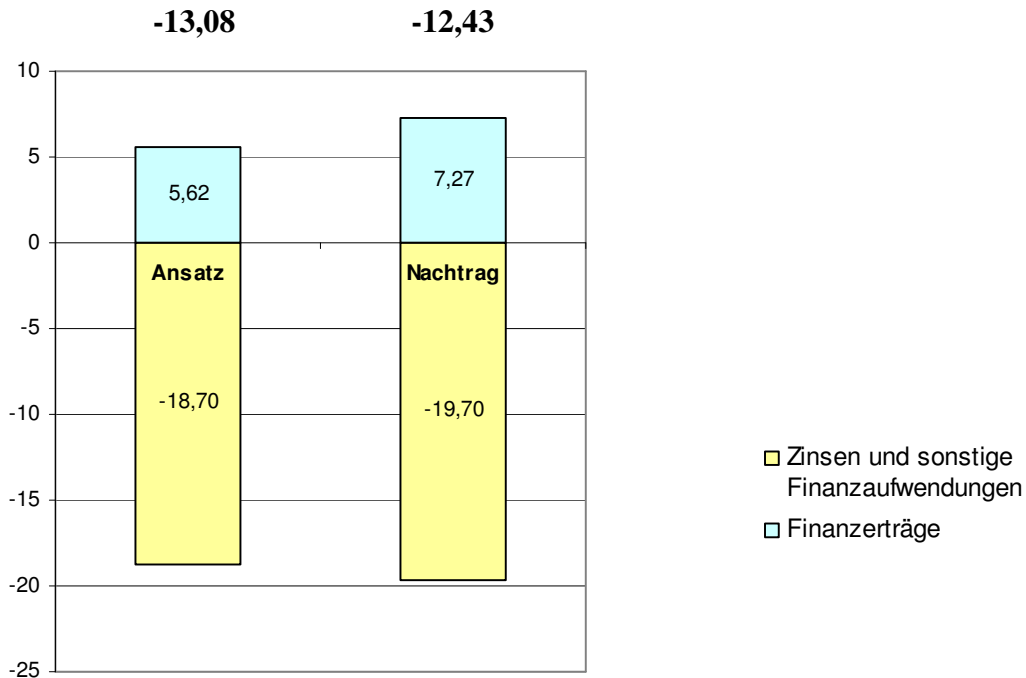 -13,08 -12,43
10
5
0
-5
-10
-15
-20
-25
5,62
7,27
Ansatz
Nachtrag
-18,70
-19,70
Zinsen und sonstige
Finanzaufwendungen
Finanzerträge